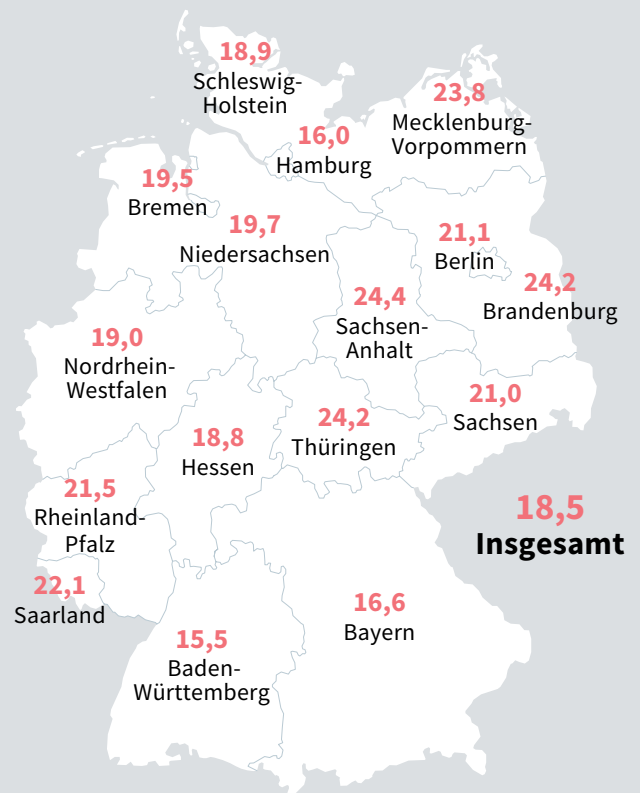 18,9
Schleswig-
Holstein
23,8
Mecklenburg-
Vorpommern
16,0
Hamburg
19,5
Bremen
19,7
Niedersachsen
21,1
Berlin
24,2
Brandenburg
24,4
Sachsen-
Anhalt
19,0
Nordrhein-
Westfalen
21,0
Sachsen
24,2
Thüringen
18,8
Hessen
21,5
Rheinland-
Pfalz
18,5
Insgesamt
22,1
Saarland
16,6
Bayern
15,5
Baden-
Württemberg